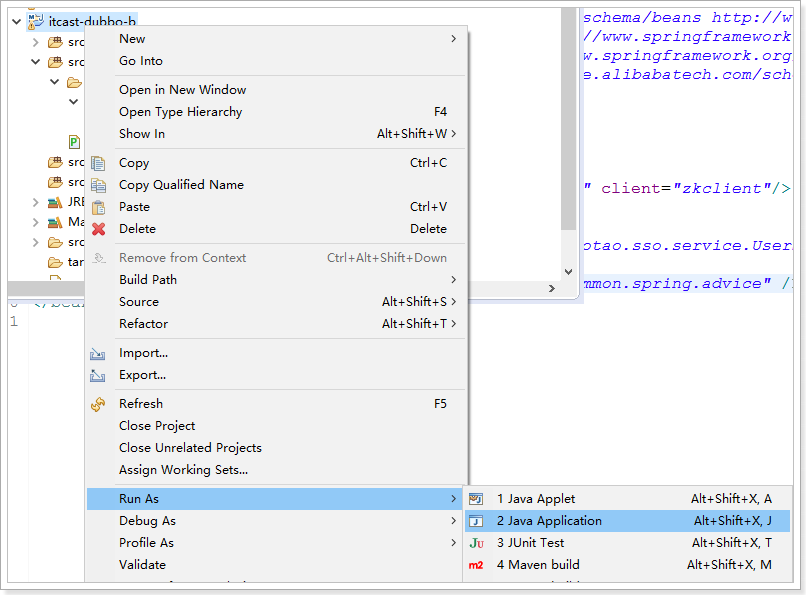 itcast-dubbo-b
schema/beans http://w
//www.springframework
w.springframework.org
e.alibabatech.com/sch
src
src
src
src
JRE
src
" client="zkclient"/>
otao.sso.service.User
mmon.spring.advice" /
1
New
Go Into
Open in New Window
Open Type Hierarchy F4
Show In Alt+Shift+W
Copy Ctrl+C
Copy Qualified Name
Paste Ctrl+V
Delete Delete
Remove from Context Ctrl+Alt+Shift+Down
Build Path
Source Alt+Shift+S
Refactor Alt+Shift+T
Import...
Export...
Refresh F5
Close Project
Close Unrelated Projects
Assign Working Sets...
Run As
Debug As
Profile As
Validate
1 Java Applet Alt+Shift+X, A
2 Java Application Alt+Shift+X, J
3 JUnit Test Alt+Shift+X, T
4 Maven build Alt+Shift+X, M